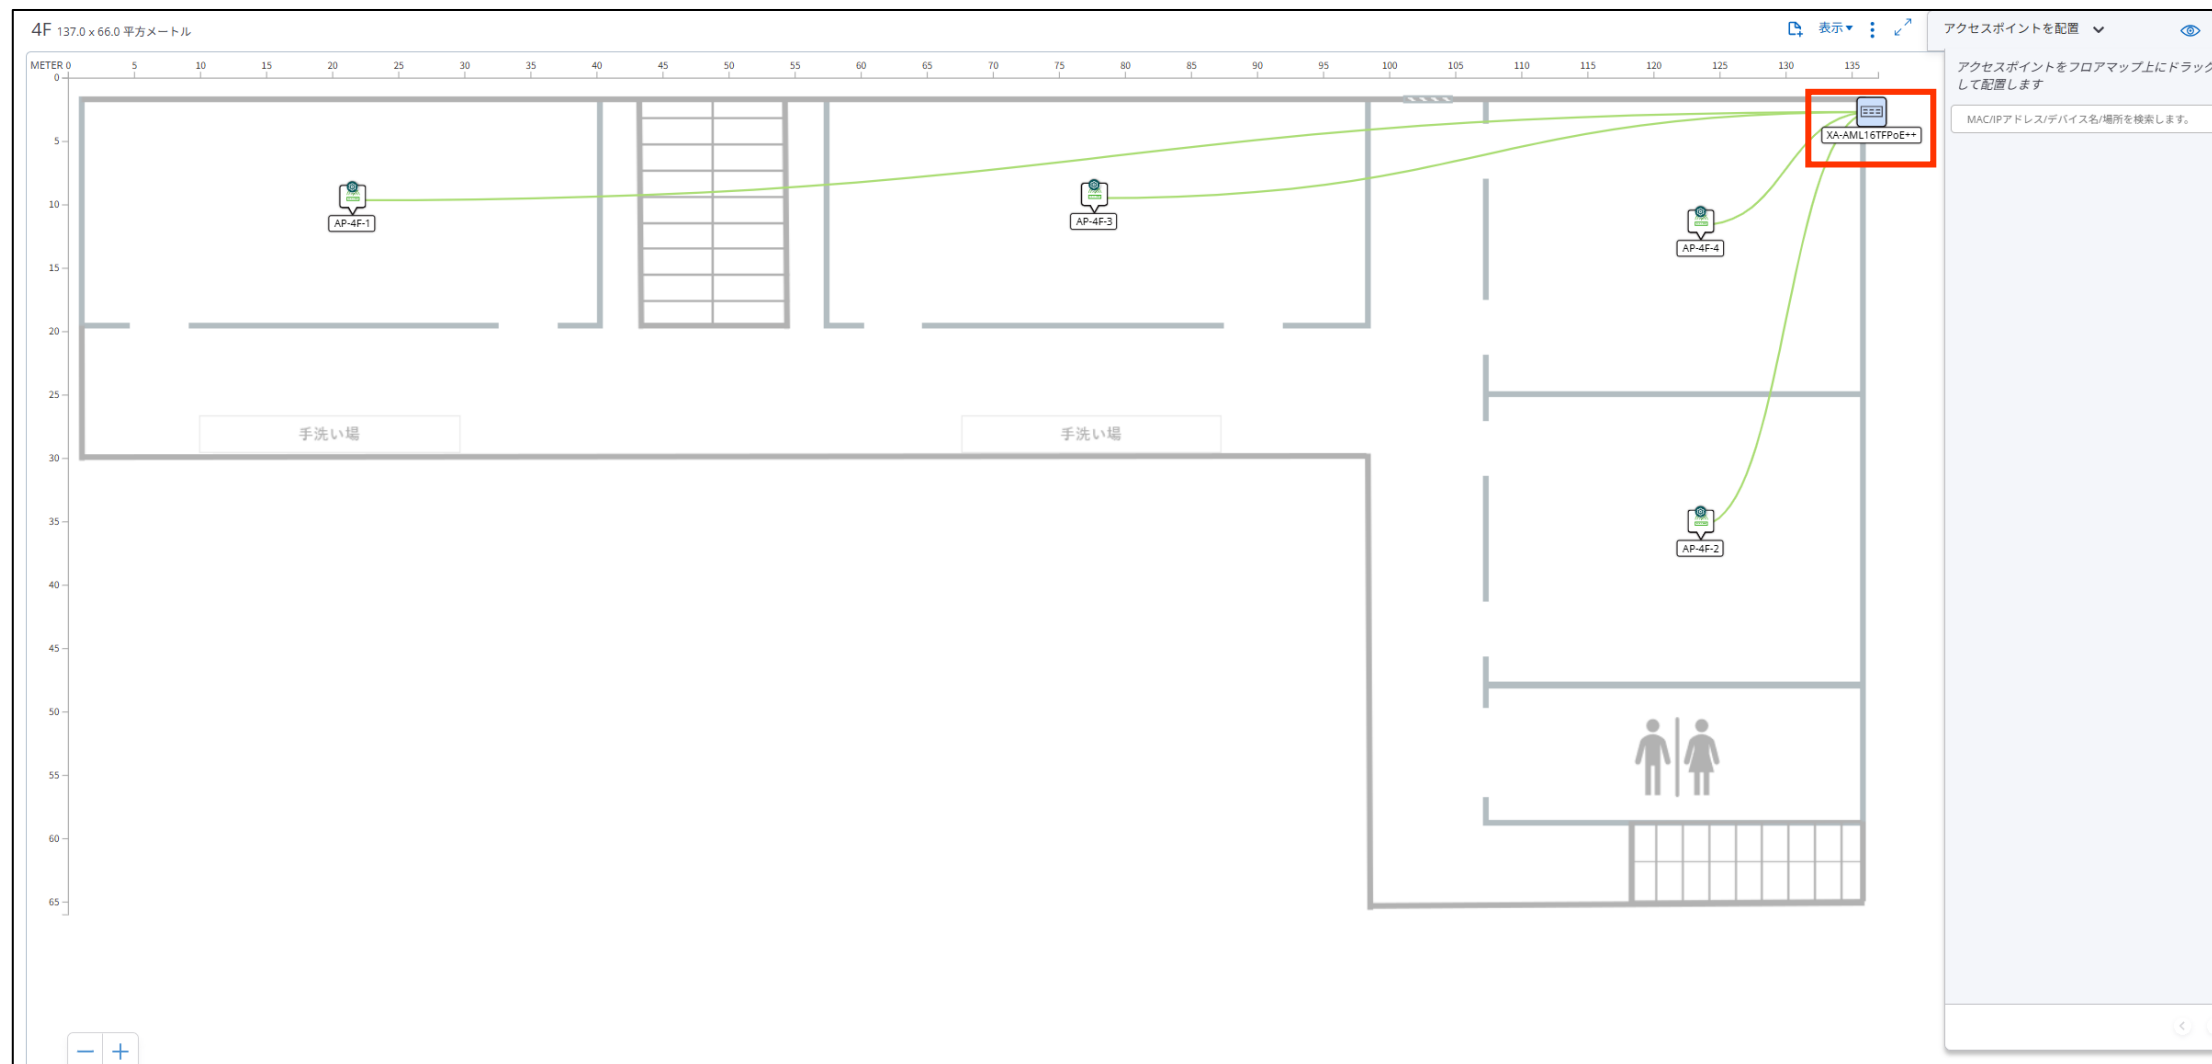 4F 137.0 x 66.0 平方メートル
表示
アクセスポイントを配置
METER 0 5 10 15 20 25 30 35 40 45 50 55 60 65 70 75 80 85 90 95 100 105 110 115 120 125 130 135
アクセスポイントをフロアマップ上にドラッグ
して配置します
MAC/IPアドレス/デバイス名/場所を検索します。
0
5
10
15
20
25
30
35
40
45
50
55
60
65
XA-AML16TFPoE++
AP-4F-1
AP-4F-3
AP-4F-4
手洗い場
手洗い場
AP-4F-2